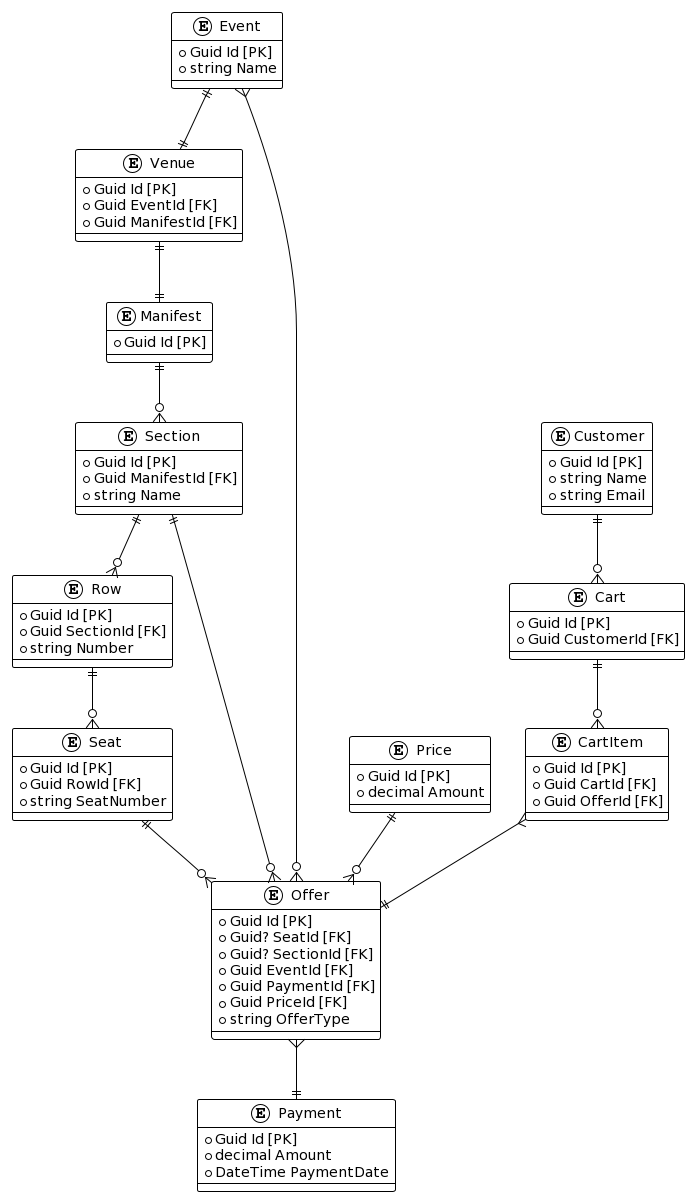 E Event
Guid Id [PK]
string Name
E Venue
Guid Id [PK]
Guid EventId [FK]
Guid ManifestId [FK]
E Manifest
Guid Id [PK]
E Section
Guid Id [PK]
Guid ManifestId [FK]
string Name
E Customer
Guid Id [PK]
string Name
string Email
E Row
Guid Id [PK]
Guid SectionId [FK]
string Number
E Cart
Guid Id [PK]
Guid CustomerId [FK]
E Seat
Guid Id [PK]
Guid RowId [FK]
string SeatNumber
E Price
Guid Id [PK]
decimal Amount
E CartItem
Guid Id [PK]
Guid CartId [FK]
Guid OfferId [FK]
E Offer
Guid Id [PK]
Guid? SeatId [FK]
Guid? SectionId [FK]
Guid EventId [FK]
Guid PaymentId [FK]
Guid PriceId [FK]
string OfferType
E Payment
Guid Id [PK]
decimal Amount
DateTime PaymentDate